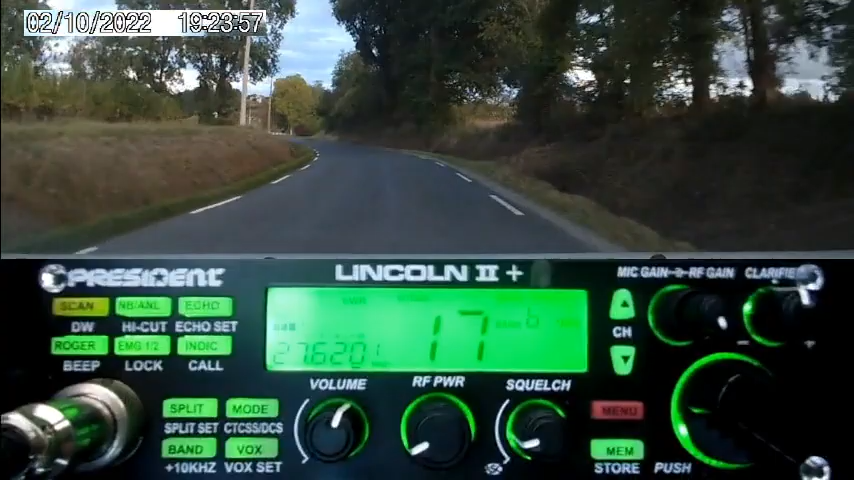 02/10/2022 19:23:57
PRESIDENT LINCOLN II + MIC GAIN RF GAIN CLARIFIER
SCAN NB/ANL ECHO
DW HI-CUT ECHO SET
ROGER EMG 1/2 INDIC
BEEP LOCK CALL
17
27.620
CH
VOLUME RF PWR SQUELCH
SPLIT MODE
SPLIT SET CTCSS/DCS
BAND VOX
+10KHZ VOX SET
MENU
MEM
STORE PUSH